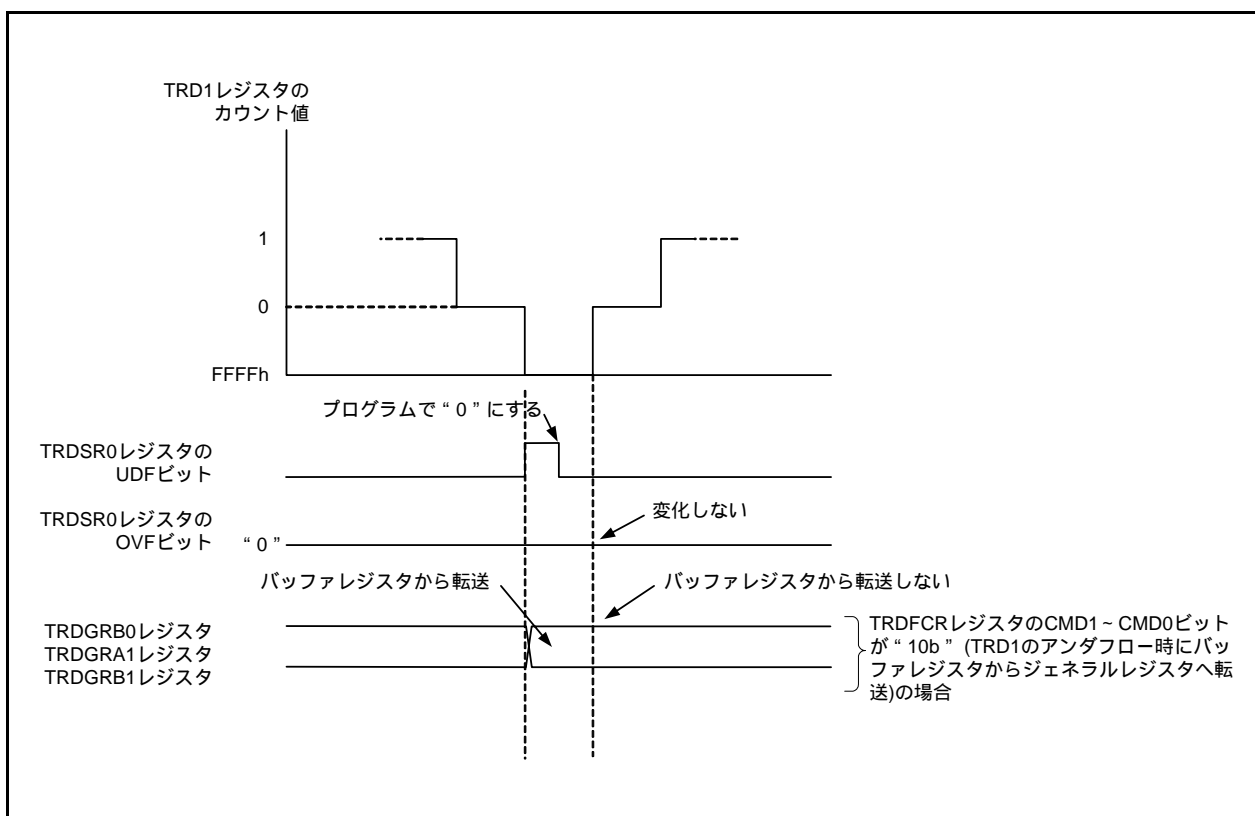 TRD1レジスタの
カウント値
1
0
FFFFh
プログラムで“0”にする
TRDSR0レジスタの
UDFビット
変化しない
TRDSR0レジスタの
OVFビット “0”
バッファレジスタから転送
バッファレジスタから転送しない
TRDGRB0レジスタ
TRDGRA1レジスタ
TRDGRB1レジスタ
TRDFCRレジスタのCMD1~CMD0ビット
が“10b”(TRD1のアンダフロー時にバッ
ファレジスタからジェネラルレジスタへ転
送)の場合